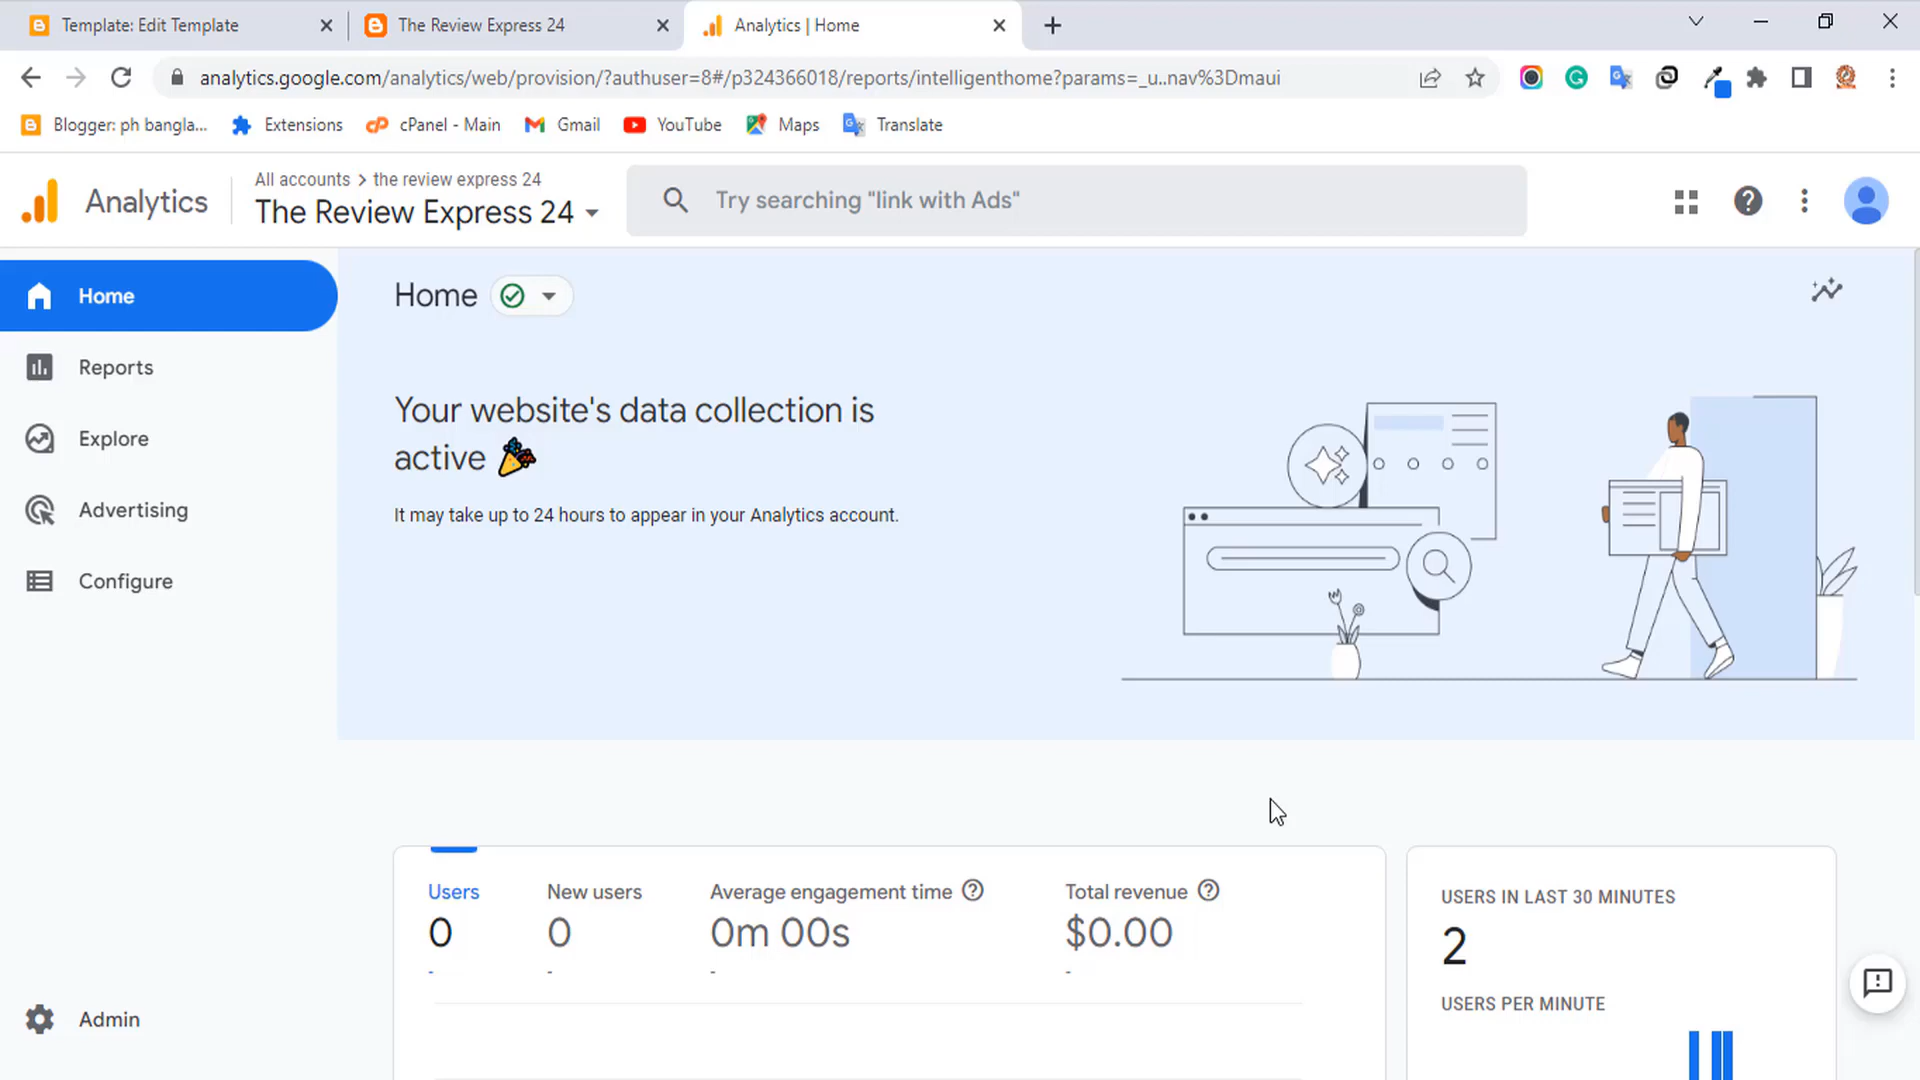 Template: Edit Template
The Review Express 24
Analytics | Home
analytics.google.com/analytics/web/provision/?authuser=8#/p324366018/reports/intelligenthome?params=_u..nav%3Dmaui
Blogger: ph bangla...
Extensions
cPanel - Main
Gmail
YouTube
Maps
Translate
Analytics
All accounts > the review express 24
The Review Express 24
Try searching "link with Ads"
Home
Reports
Explore
Advertising
Configure
Admin
Home
Your website's data collection is
active 🎉
It may take up to 24 hours to appear in your Analytics account.
Users
0
-
New users
0
-
Average engagement time
0m 00s
-
Total revenue
$0.00
-
USERS IN LAST 30 MINUTES
2
USERS PER MINUTE